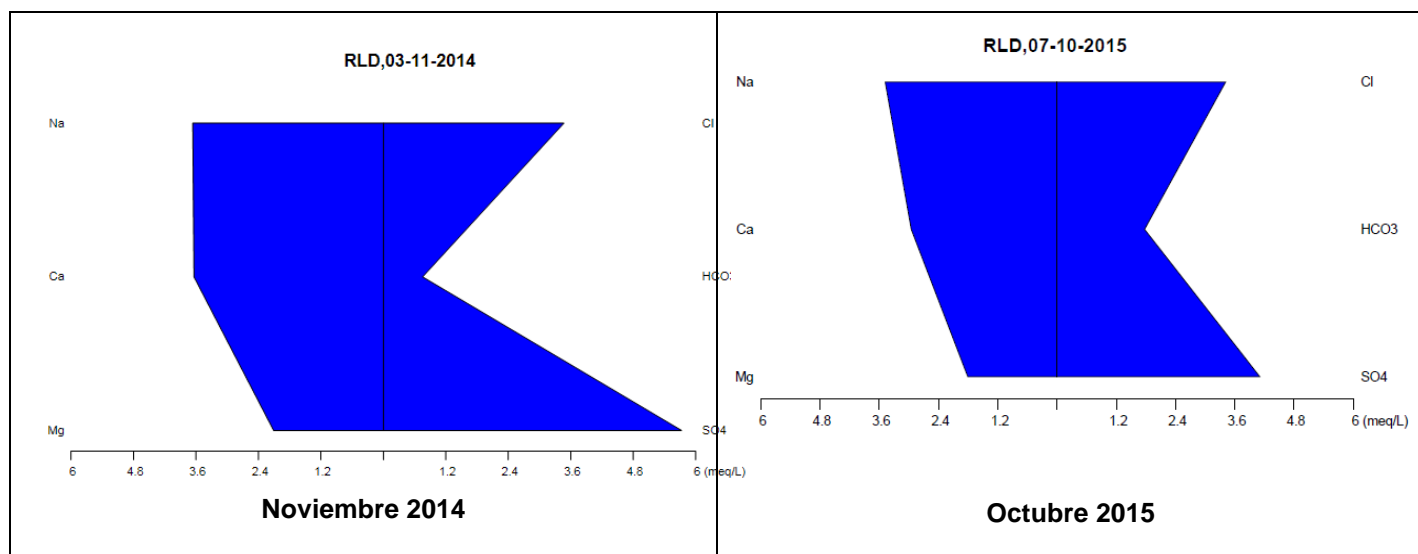 RLD,03-11-2014
Na
Cl
Ca
HCO3
Mg
SO4
6 4.8 3.6 2.4 1.2 1.2 2.4 3.6 4.8 6 (meq/L)
Noviembre 2014
RLD,07-10-2015
Na
Cl
Ca
HCO3
Mg
SO4
6 4.8 3.6 2.4 1.2 1.2 2.4 3.6 4.8 6 (meq/L)
Octubre 2015